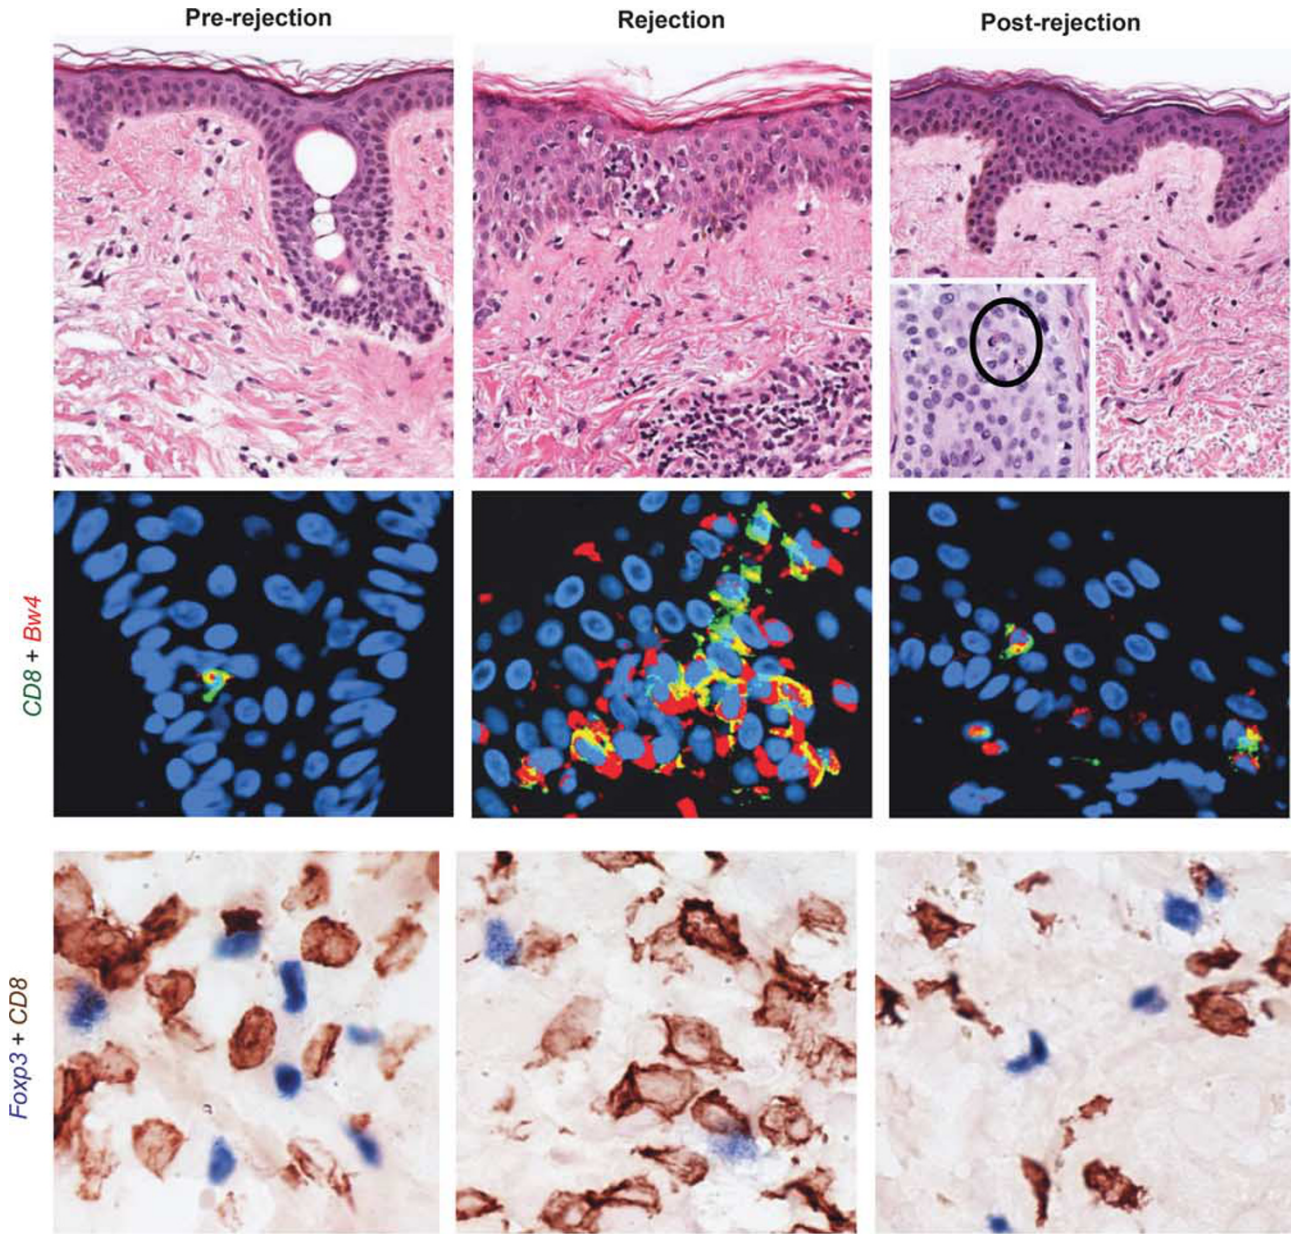 Pre-rejection
Rejection
Post-rejection
CD8 + Bw4
Foxp3 + CD8